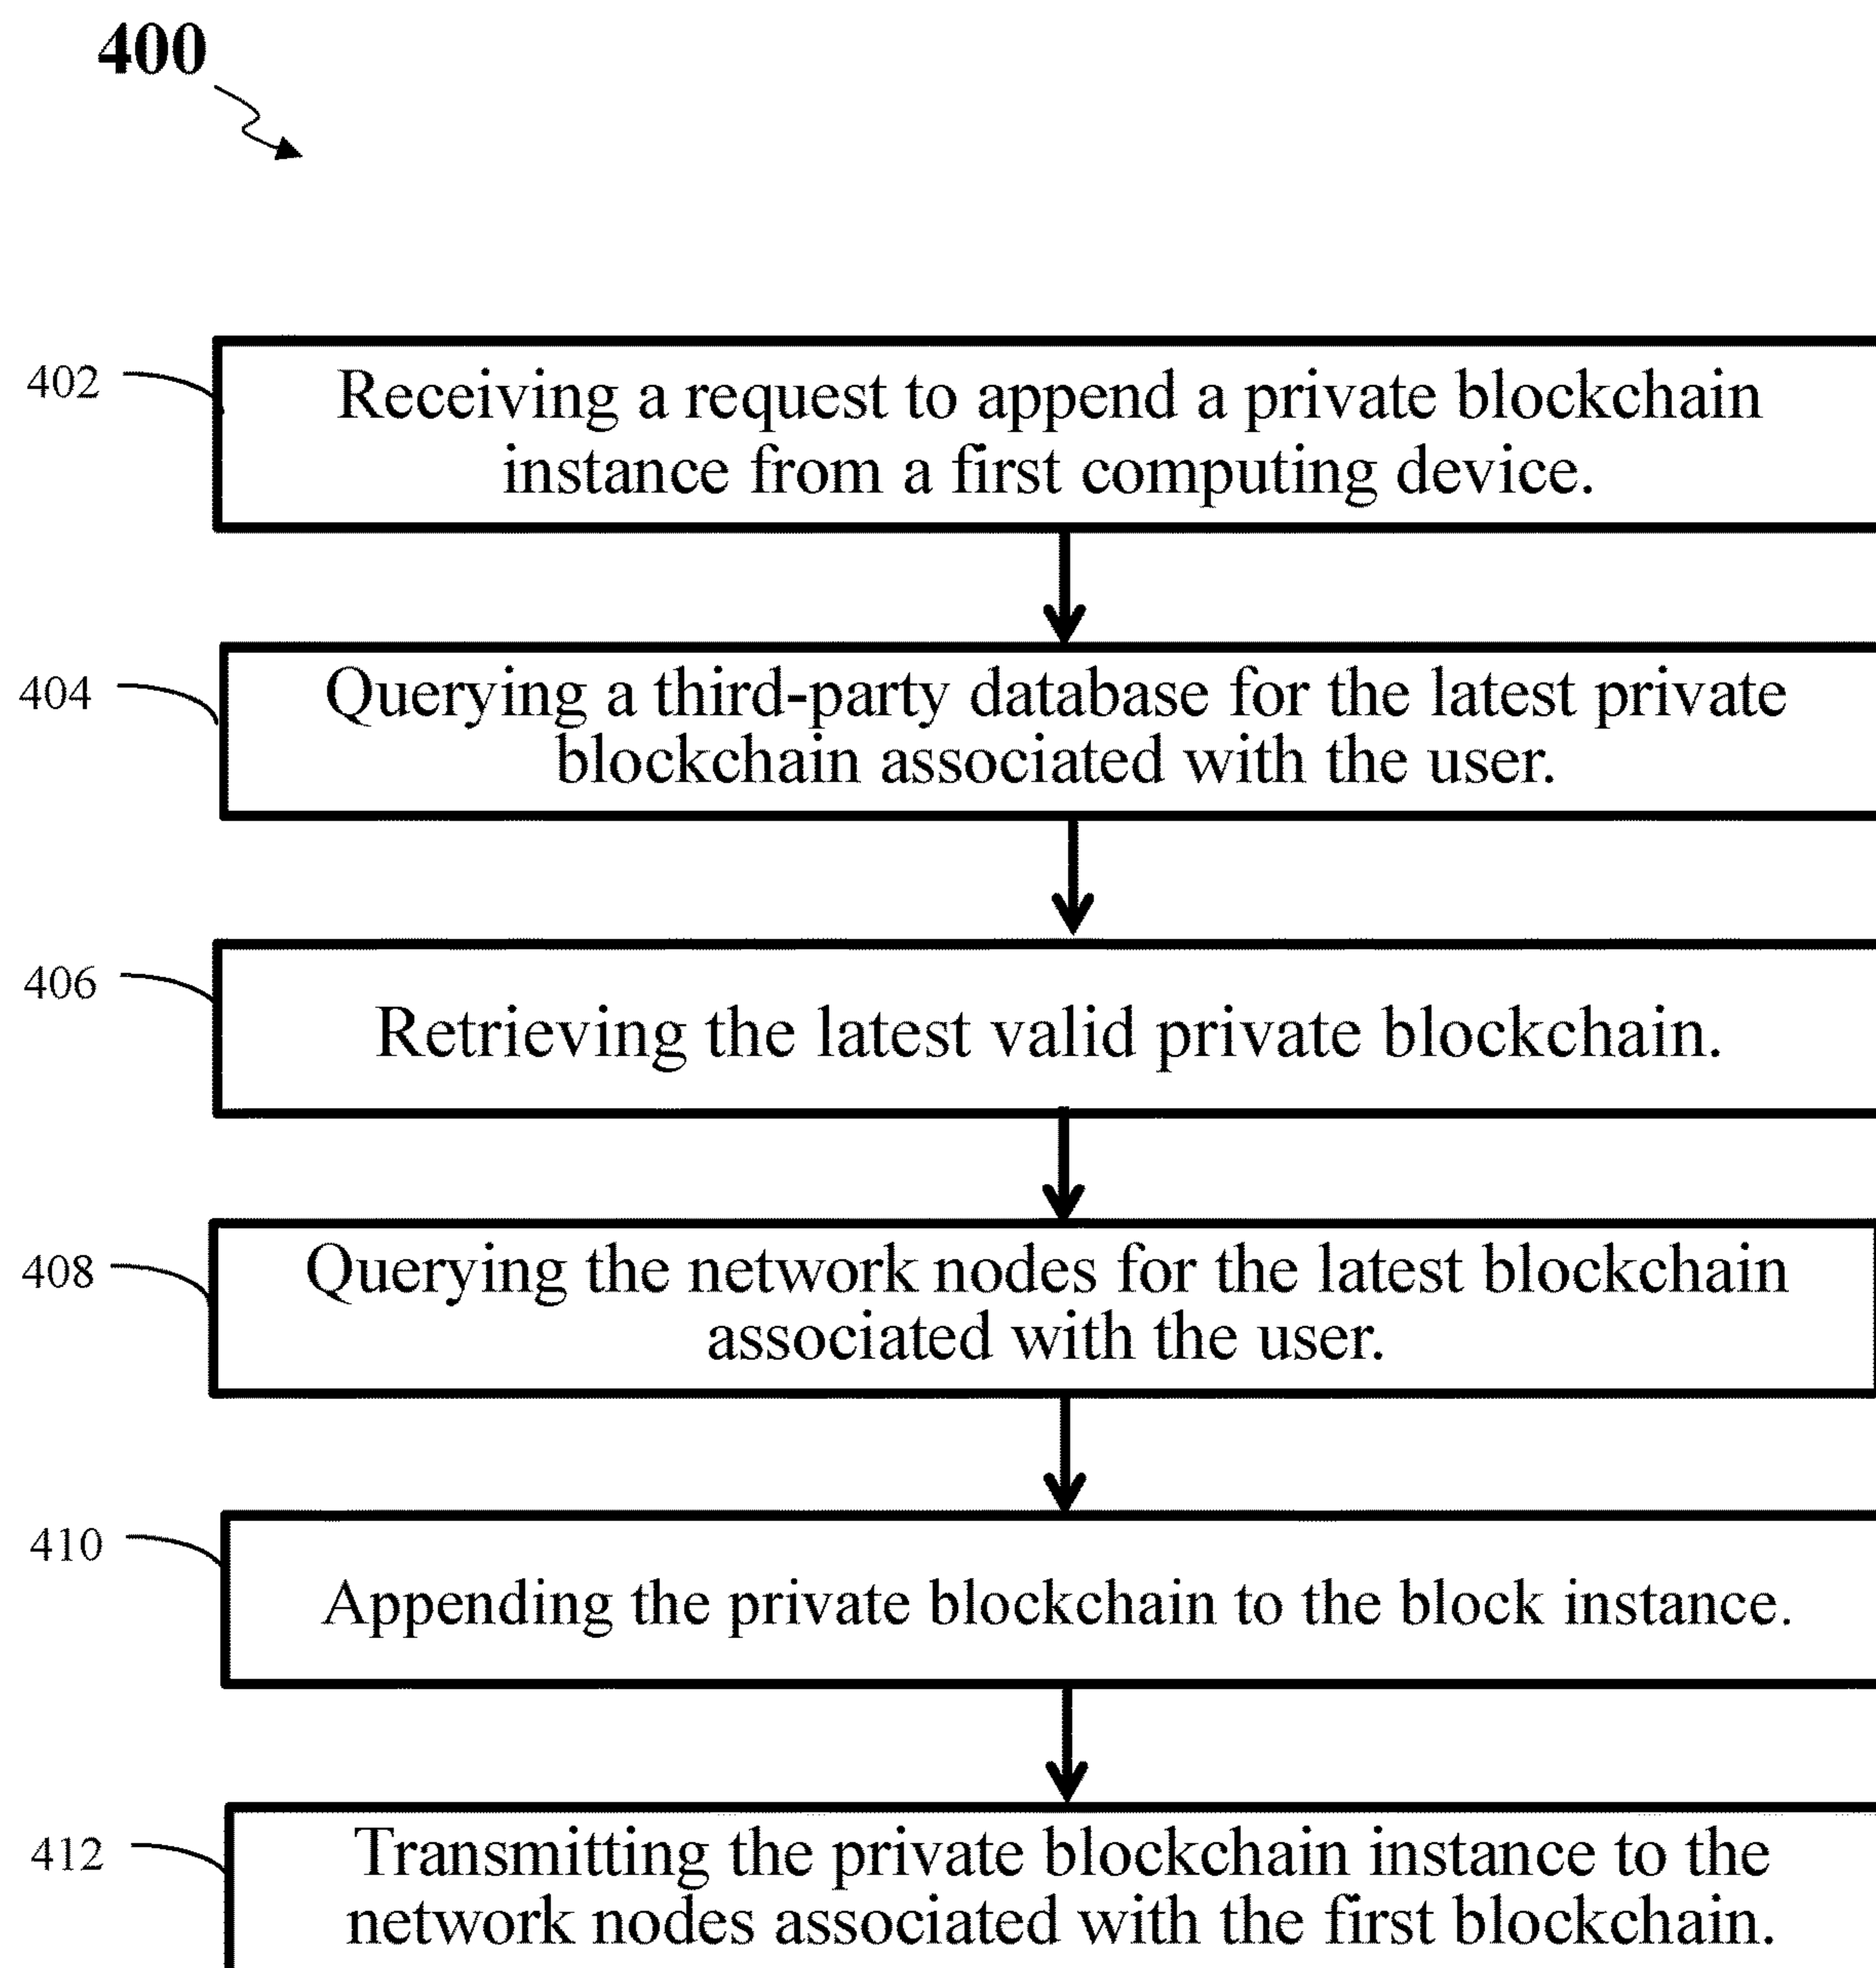 400
402
Receiving a request to append a private blockchain
instance from a first computing device.
404
Querying a third-party database for the latest private
blockchain associated with the user.
406
Retrieving the latest valid private blockchain.
408
Querying the network nodes for the latest blockchain
associated with the user.
410
Appending the private blockchain to the block instance.
412
Transmitting the private blockchain instance to the
network nodes associated with the first blockchain.